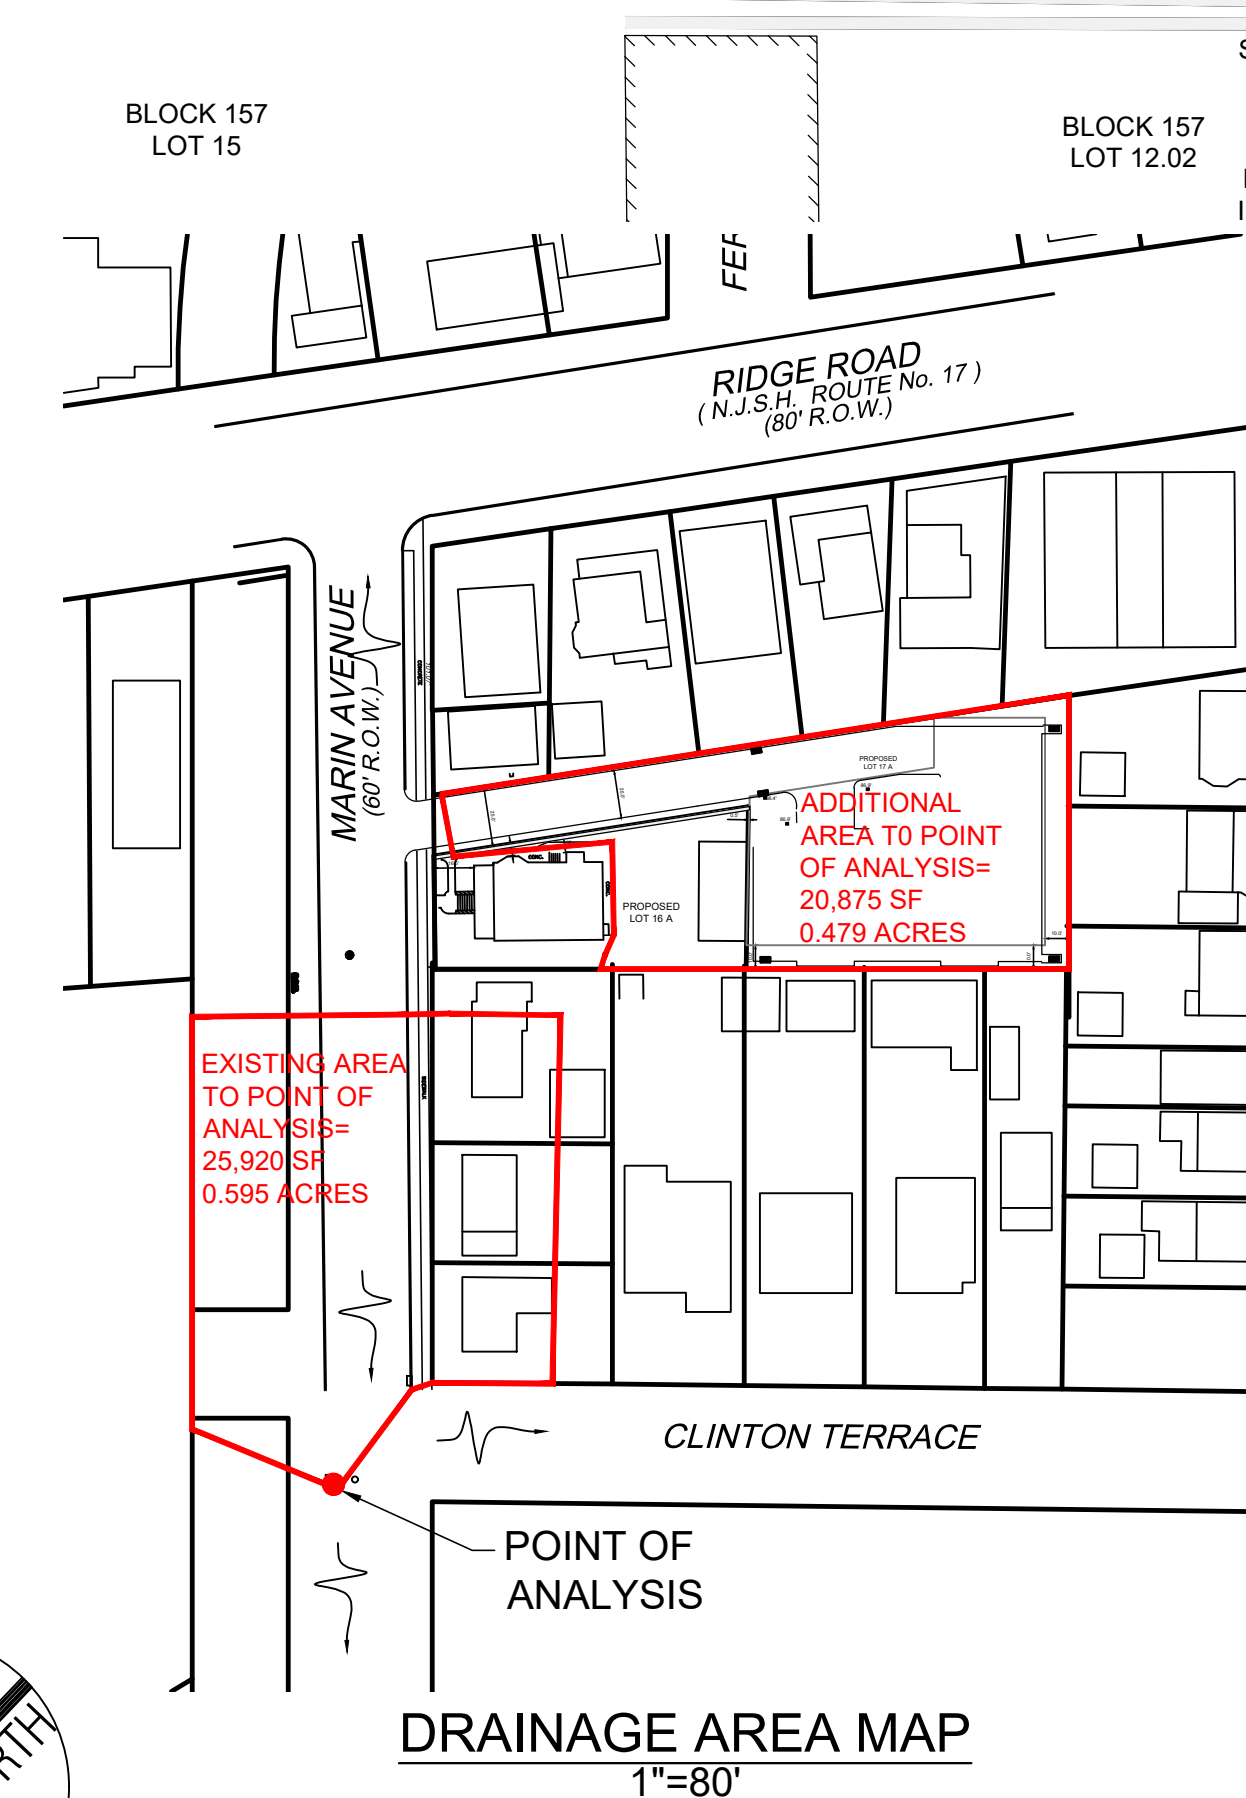 BLOCK 157
LOT 15
BLOCK 157
LOT 12.02
RIDGE ROAD
( N.J.S.H. ROUTE No. 17 )
(80' R.O.W.)
MARIN AVENUE
(60' R.O.W.)
PROPOSED
LOT 17 A
ADDITIONAL
AREA T0 POINT
OF ANALYSIS=
20,875 SF
0.479 ACRES
CONC.
PROPOSED
LOT 16 A
10.0'
EXISTING AREA
TO POINT OF
ANALYSIS=
25,920 SF
0.595 ACRES
CLINTON TERRACE
POINT OF
ANALYSIS
DRAINAGE AREA MAP
1"=80'